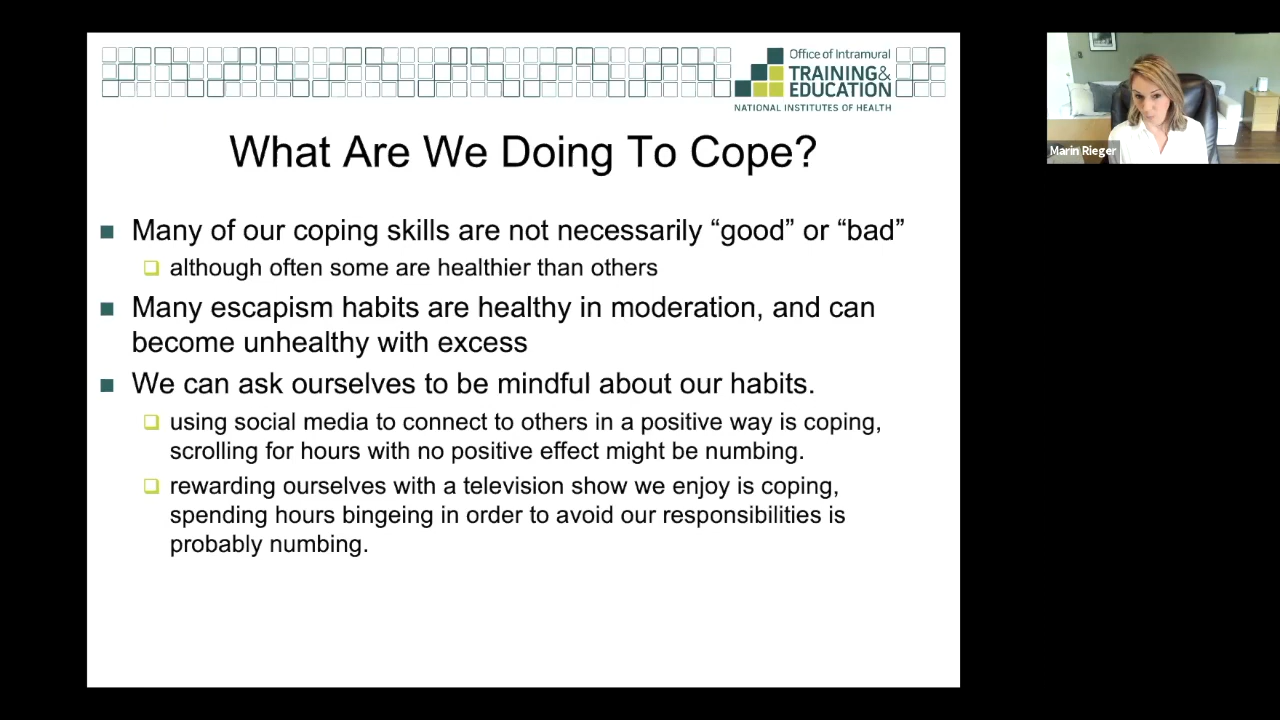 Office of Intramural
TRAINING&
EDUCATION
NATIONAL INSTITUTES OF HEALTH
What Are We Doing To Cope?
Many of our coping skills are not necessarily “good” or “bad”
although often some are healthier than others
Many escapism habits are healthy in moderation, and can
become unhealthy with excess
We can ask ourselves to be mindful about our habits.
using social media to connect to others in a positive way is coping,
scrolling for hours with no positive effect might be numbing.
rewarding ourselves with a television show we enjoy is coping,
spending hours bingeing in order to avoid our responsibilities is
probably numbing.
Marin Rieger